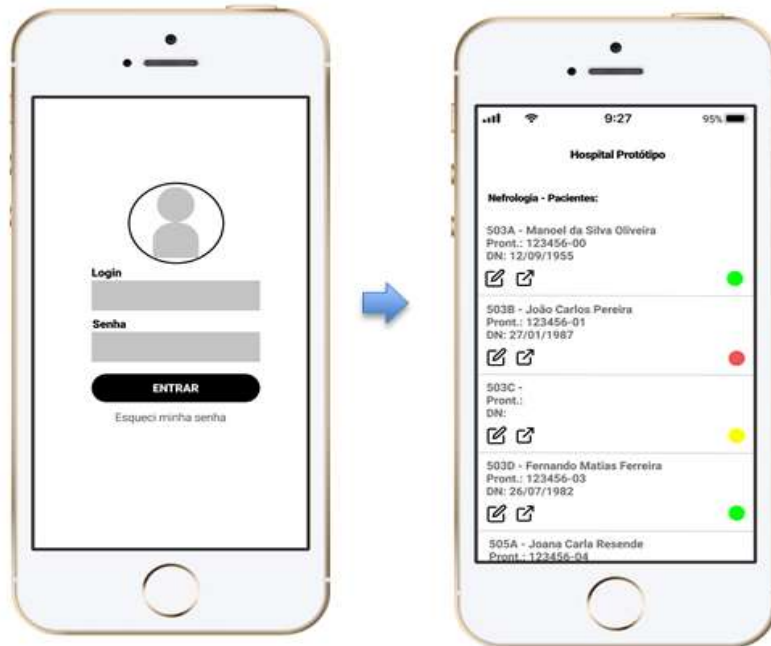 Login
Senha
ENTRAR
Esqueci minha senha
9:27
95%
Hospital Protótipo
Nefrologia - Pacientes:
503A - Manoel da Silva Oliveira
Pront.: 123456-00
DN: 12/09/1955
503B - João Carlos Pereira
Pront.: 123456-01
DN: 27/01/1987
503C -
Pront.:
DN:
503D - Fernando Matias Ferreira
Pront.: 123456-03
DN: 26/07/1982
505A - Joana Carla Resende
Pront.: 123456-04